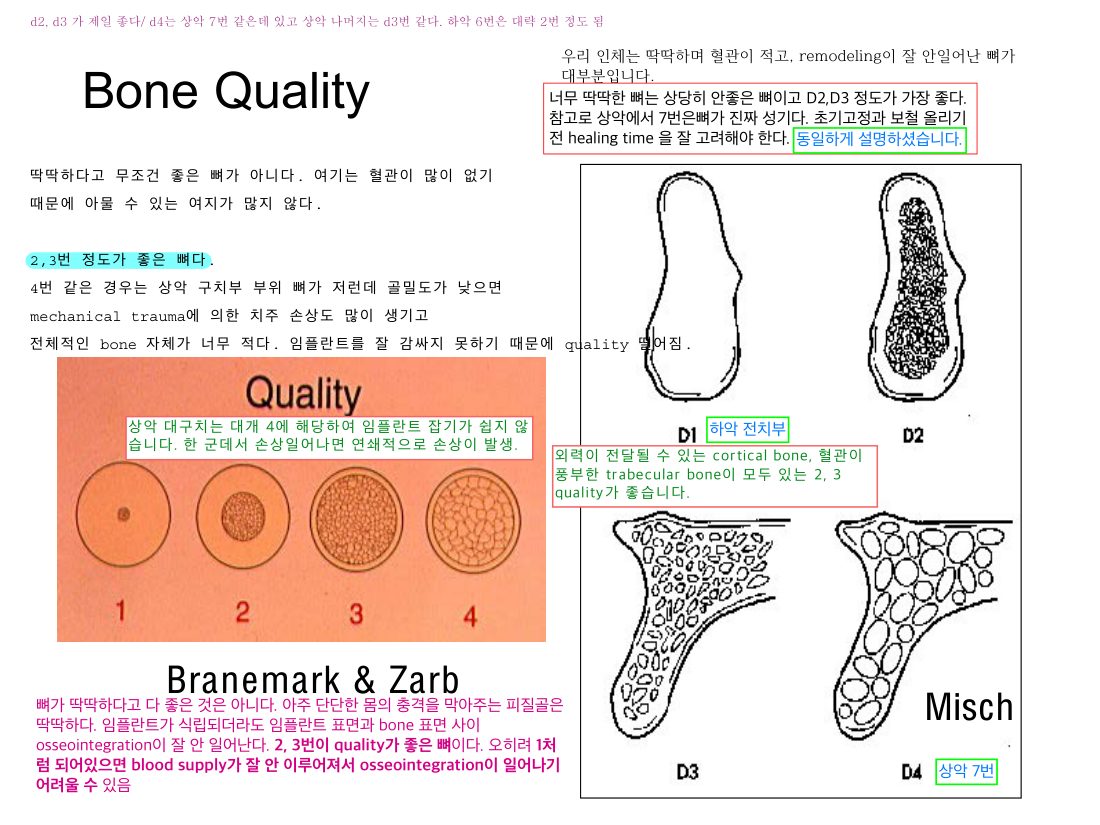 d2, d3 가 제일 좋다/ d4는 상악 7번 같은데 있고 상악 나머지는 d3번 같다. 하악 6번은 대략 2번 정도 됨
Bone Quality
우리 인체는 딱딱하며 혈관이 적고, remodeling이 잘 안일어난 뼈가
대부분입니다.
너무 딱딱한 뼈는 상당히 안좋은 뼈이고 D2,D3 정도가 가장 좋다.
참고로 상악에서 7번은뼈가 진짜 성기다. 초기고정과 보철 올리기
전 healing time 을 잘 고려해야 한다. 동일하게 설명하셨습니다.
딱딱하다고 무조건 좋은 뼈가 아니다. 여기는 혈관이 많이 없기
때문에 아물 수 있는 여지가 많지 않다.
2,3번 정도가 좋은 뼈다.
4번 같은 경우는 상악 구치부 부위 뼈가 저런데 골밀도가 낮으면
mechanical trauma에 의한 치주 손상도 많이 생기고
전체적인 bone 자체가 너무 적다. 임플란트를 잘 감싸지 못하기 때문에 quality 떨어짐.
Quality
상악 대구치는 대개 4에 해당하여 임플란트 잡기가 쉽지 않
습니다. 한 군데서 손상일어나면 연쇄적으로 손상이 발생.
1 2 3 4
Branemark & Zarb
뼈가 딱딱하다고 다 좋은 것은 아니다. 아주 단단한 몸의 충격을 막아주는 피질골은
딱딱하다. 임플란트가 식립되더라도 임플란트 표면과 bone 표면 사이
osseointegration이 잘 안 일어난다. 2, 3번이 quality가 좋은 뼈이다. 오히려 1처
럼 되어있으면 blood supply가 잘 안 이루어져서 osseointegration이 일어나기
어려울 수 있음
D1 하악 전치부
D2
외력이 전달될 수 있는 cortical bone, 혈관이
풍부한 trabecular bone이 모두 있는 2, 3
quality가 좋습니다.
Misch
D3
D4 상악 7번